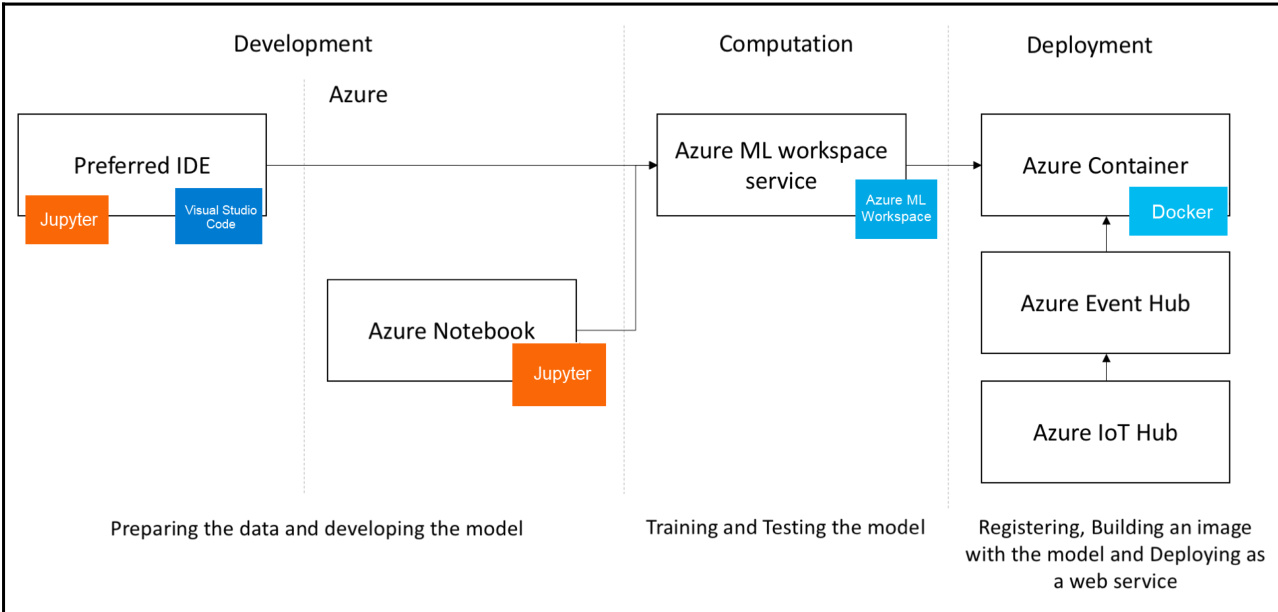 Development
Computation
Deployment
Azure
Preferred IDE
Jupyter
Visual Studio
Code
Azure ML workspace
service
Azure ML
Workspace
Azure Container
Docker
Azure Notebook
Jupyter
Azure Event Hub
Azure IoT Hub
Preparing the data and developing the model
Training and Testing the model
Registering, Building an image
with the model and Deploying as
a web service